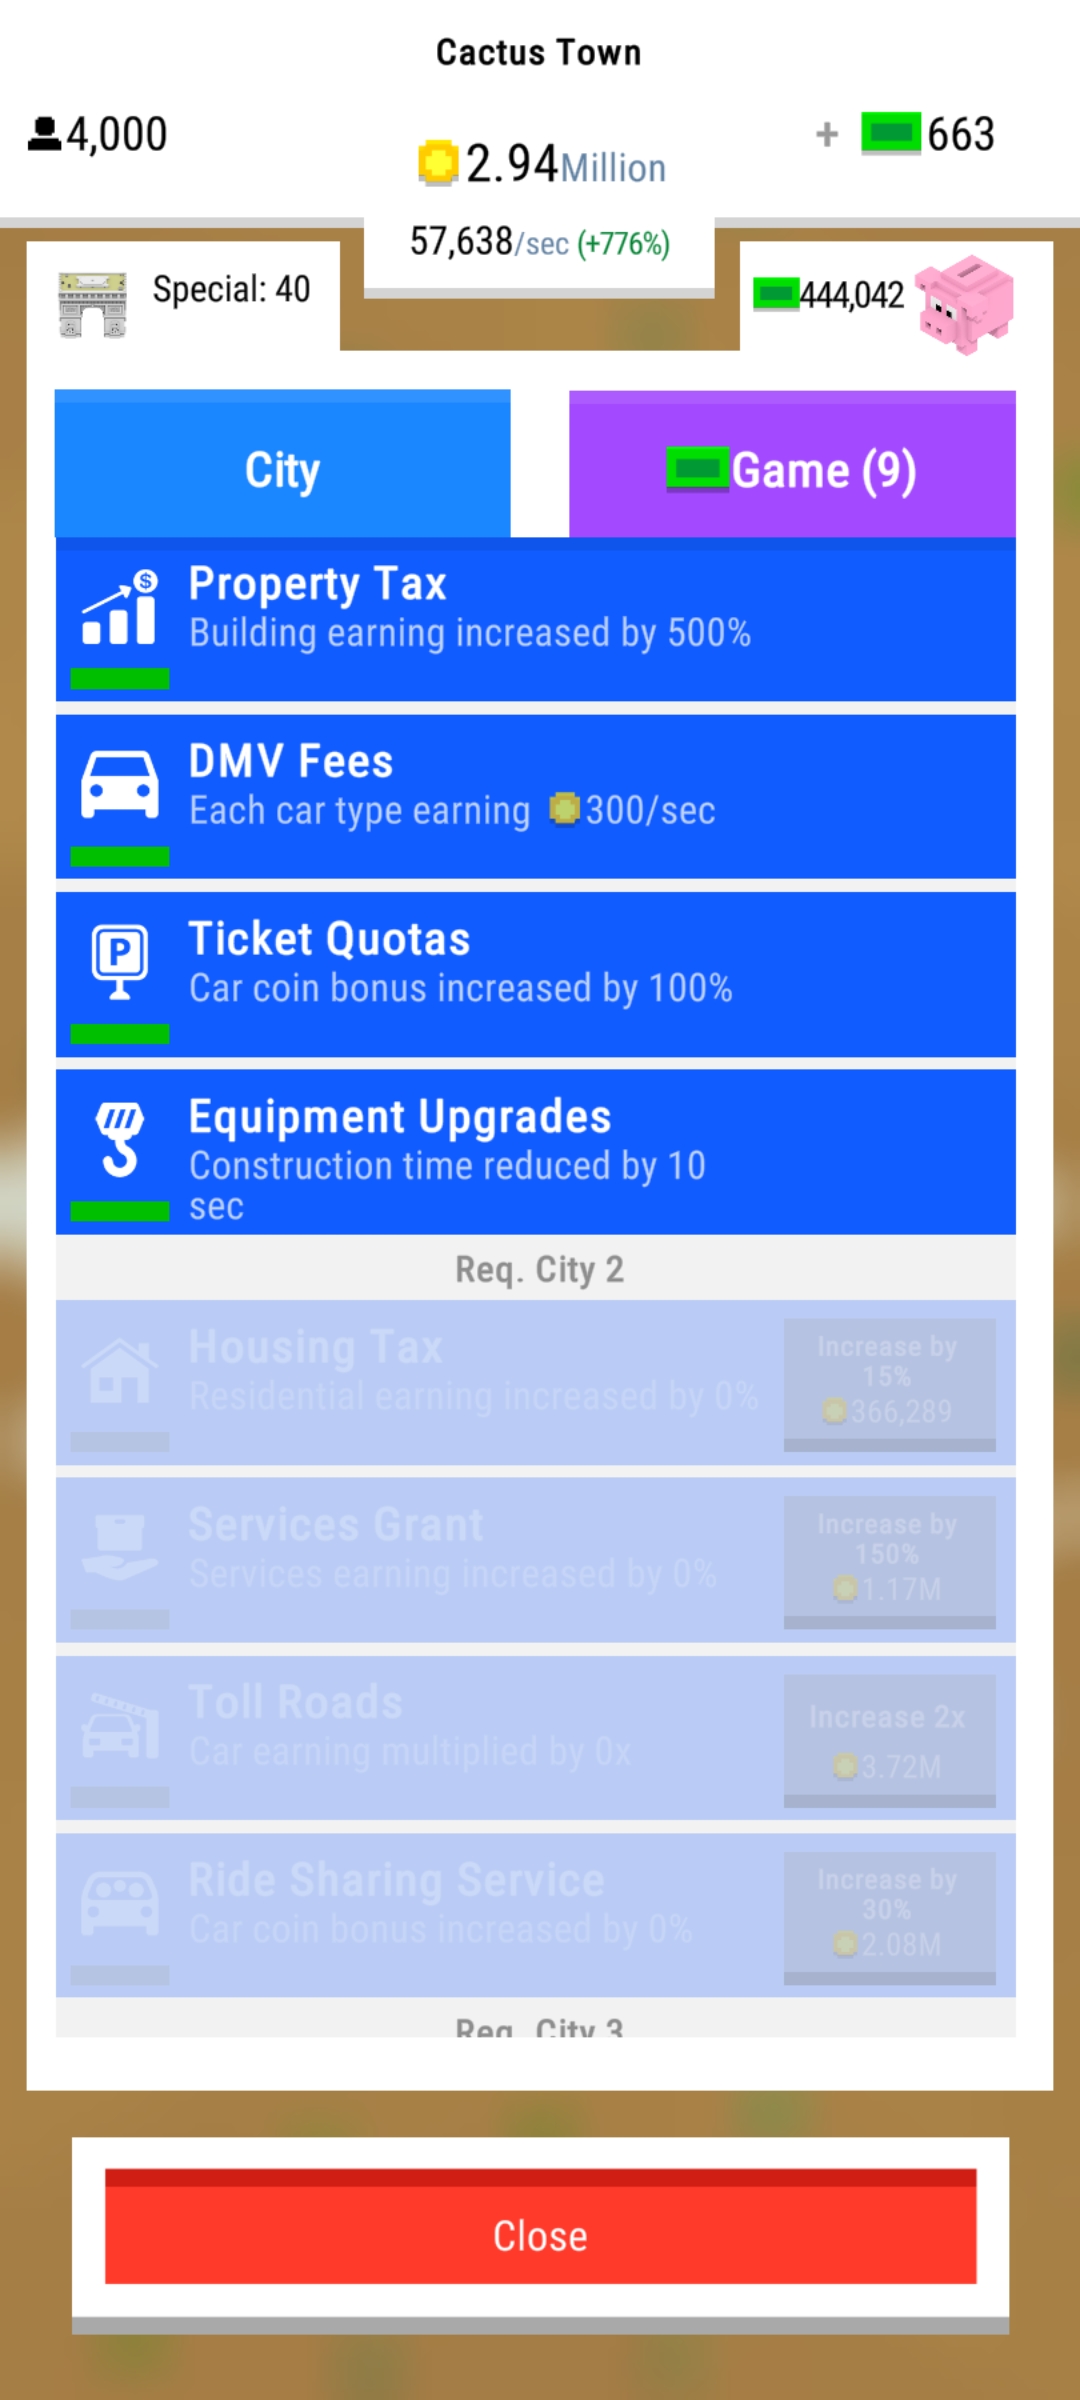 Cactus Town
4,000
2.94Million
+ 663
57,638/sec (+776%)
Special: 40
444,042
City
Game (9)
Property Tax
Building earning increased by 500%
DMV Fees
Each car type earning 300/sec
Ticket Quotas
Car coin bonus increased by 100%
Equipment Upgrades
Construction time reduced by 10
sec
Req. City 2
Housing Tax
Residential earning increased by 0%
Increase by
15%
366,289
Services Grant
Services earning increased by 0%
Increase by
150%
1.17M
Toll Roads
Car earning multiplied by 0x
Increase 2x
3.72M
Ride Sharing Service
Car coin bonus increased by 0%
Increase by
30%
2.08M
Req. City 3
Close